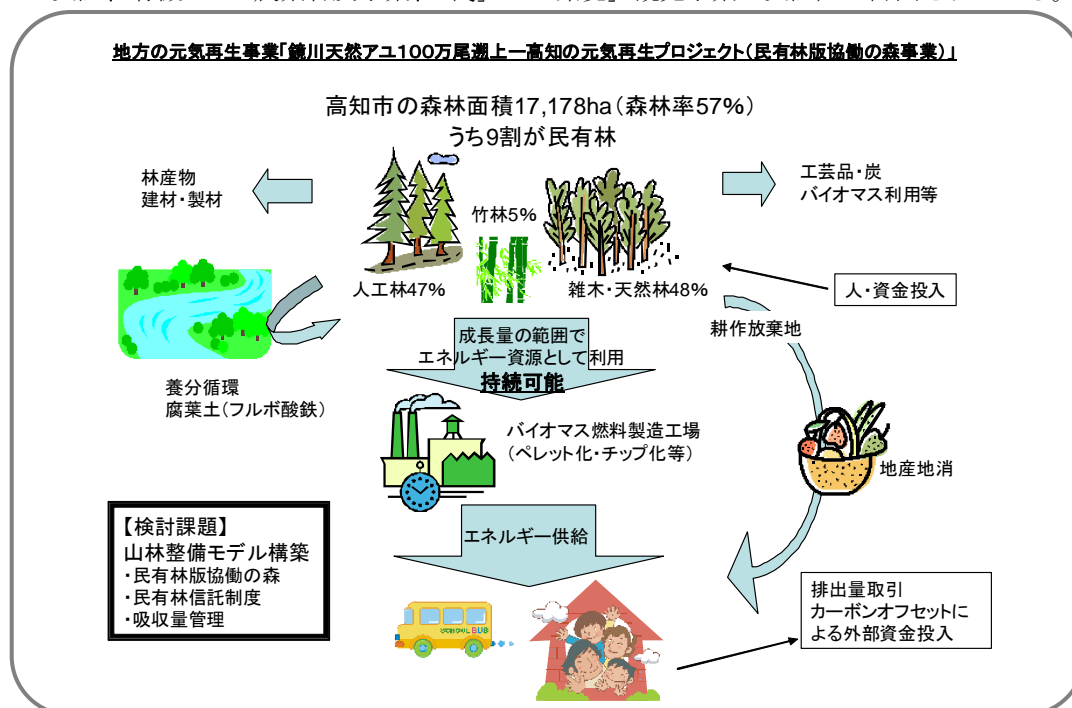 地方の元気再生事業「鏡川天然アユ100万尾遡上ー高知の元気再生プロジェクト（民有林版協働の森事業）」
高知市の森林面積17,178ha（森林率57%）
うち9割が民有林
林産物
建材・製材
工芸品・炭
バイオマス利用等
竹林5%
人工林47%
雑木・天然林48%
人・資金投入
耕作放棄地
成長量の範囲で
エネルギー資源として利用
持続可能
養分循環
腐葉土（フルボ酸鉄）
バイオマス燃料製造工場
（ペレット化・チップ化等）
地産地消
【検討課題】
山林整備モデル構築
・民有林版協働の森
・民有林信託制度
・吸収量管理
エネルギー供給
排出量取引
カーボンオフセットに
よる外部資金投入